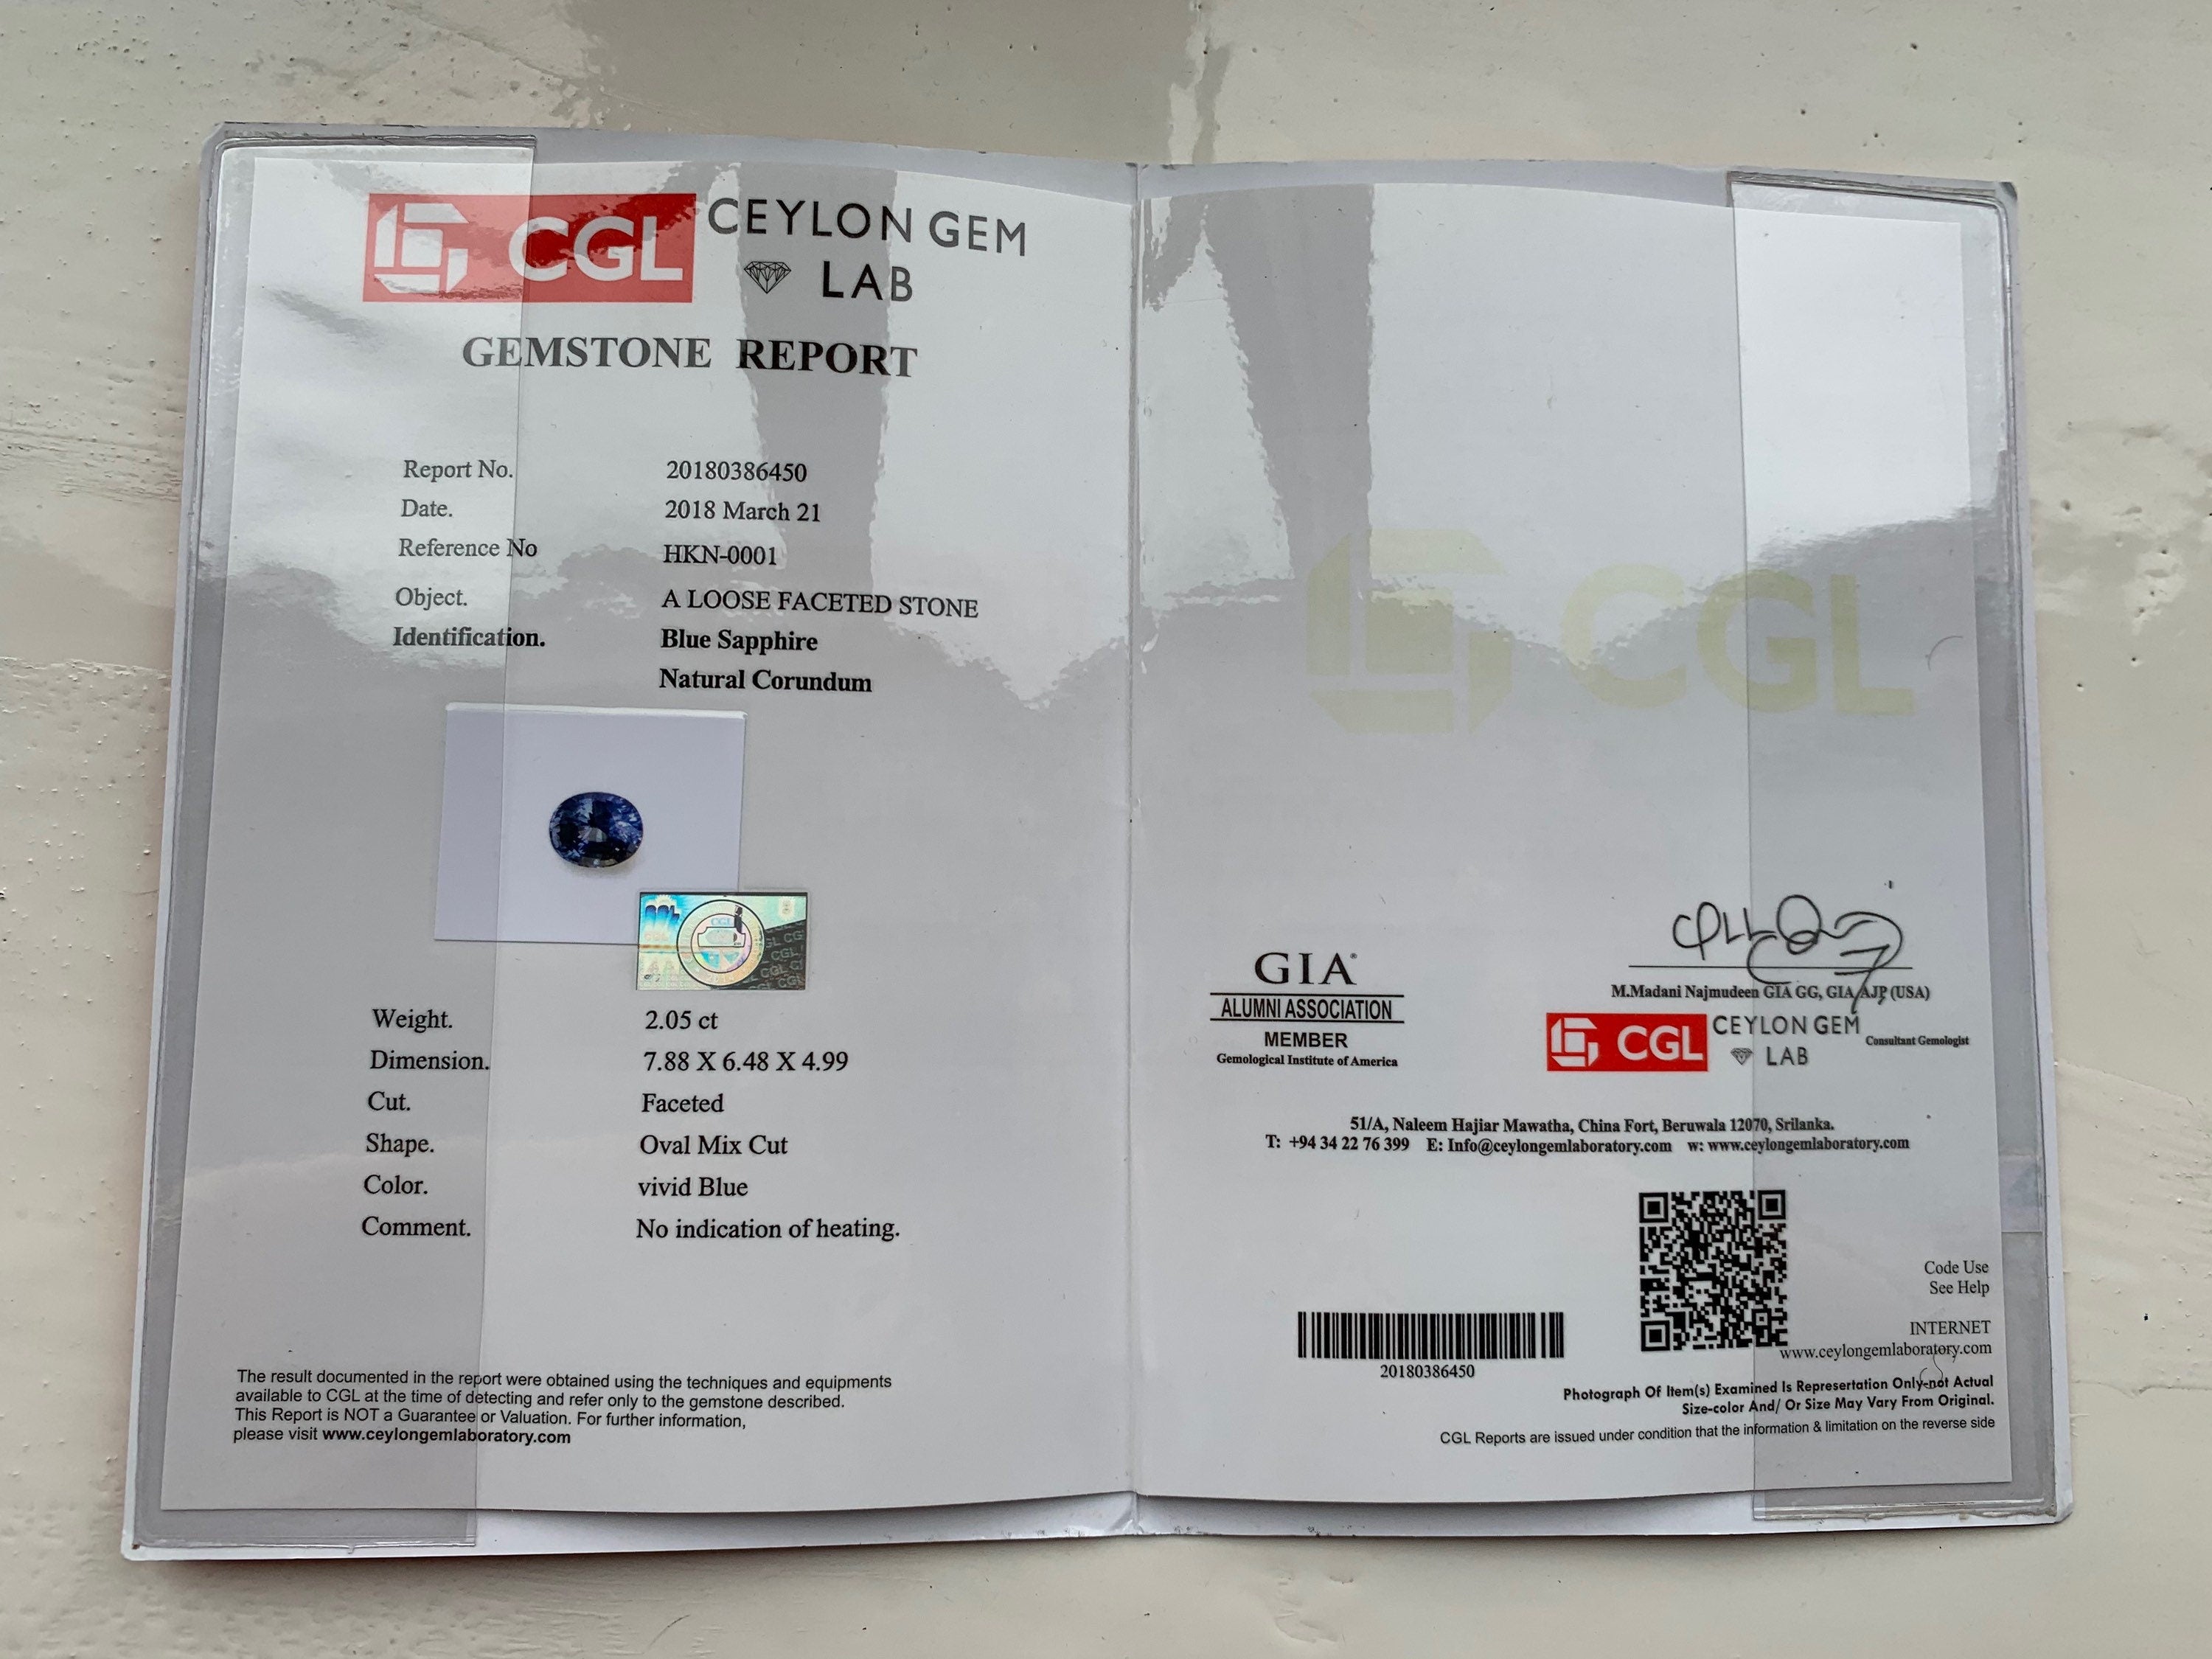 CGL CEYLON GEM
LAB
GEMSTONE REPORT
Report No. 20180386450
Date. 2018 March 21
Reference No HKN-0001
Object. A LOOSE FACETED STONE
Identification. Blue Sapphire
Natural Corundum
CGL
Weight. 2.05 ct
Dimension. 7.88 X 6.48 X 4.99
Cut. Faceted
Shape. Oval Mix Cut
Color. vivid Blue
Comment. No indication of heating.
The result documented in the report were obtained using the techniques and equipments
available to CGL at the time of detecting and refer only to the gemstone described.
This Report is NOT a Guarantee or Valuation. For further information,
please visit www.ceylongemlaboratory.com
CGL
GIA
ALUMNI ASSOCIATION
MEMBER
Gemological Institute of America
M.Madani Najmudeen GIA GG, GIA AJP (USA)
CGL CEYLON GEM
LAB
Consultant Gemologist
51/A, Naleem Hajiar Mawatha, China Fort, Beruwala 12070, Srilanka.
T: +94 34 22 76 399 E: Info@ceylongemlaboratory.com w: www.ceylongemlaboratory.com
Code Use
See Help
INTERNET
www.ceylongemlaboratory.com
20180386450
Photograph Of Item(s) Examined Is Represertation Only-not Actual
Size-color And/ Or Size May Vary From Original.
CGL Reports are issued under condition that the information & limitation on the reverse side